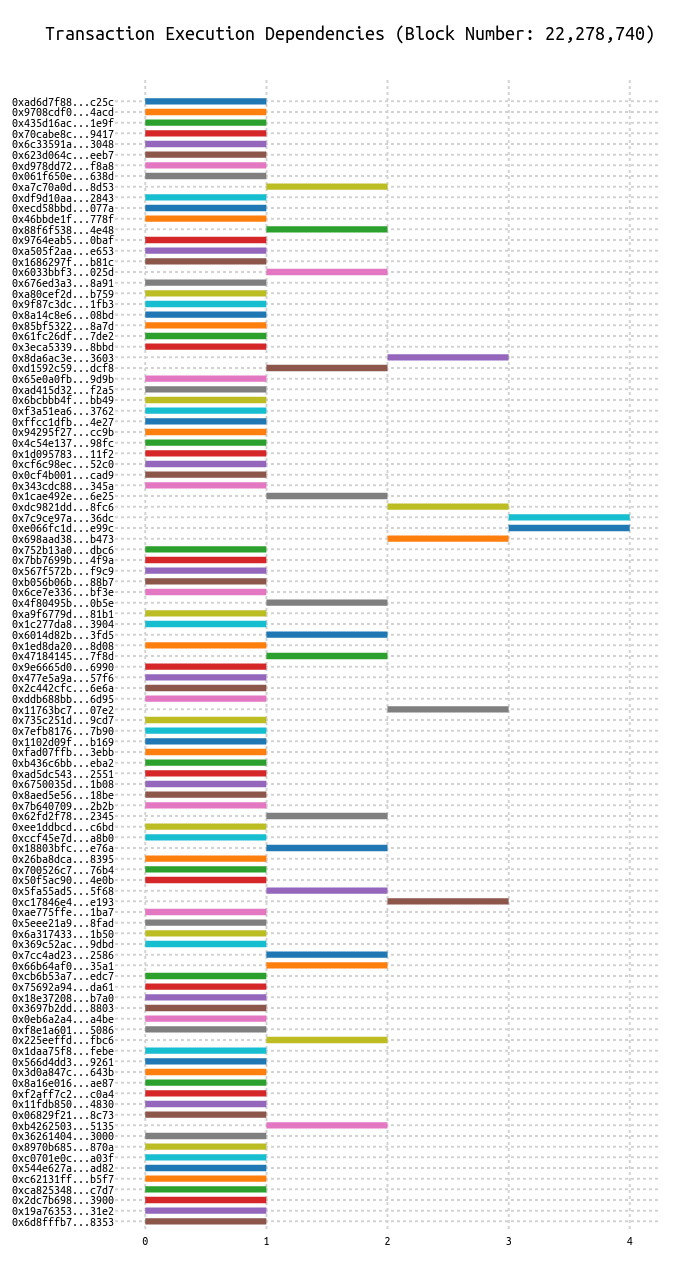 Transaction Execution Dependencies (Block Number: 22,278,740)
0xad6d7f88...c25c
0x9708cdf0...4acd
0x435d16ac...1e9f
0x70cabe8c...9417
0x6c33591a...3048
0x623d064c...eeb7
0xd978dd72...f8a8
0x061f650e...638d
0xa7c70a0d...8d53
0xdf9d10aa...2843
0xecd58bbd...077a
0x46bbde1f...778f
0x88f6f538...4e48
0x9764eab5...0baf
0xa505f2aa...e653
0x1686297f...b81c
0x6033bbf3...025d
0x676ed3a3...8a91
0xa80cef2d...b759
0x9f87c3dc...1fb3
0x8a14c8e6...08bd
0x85bf5322...8a7d
0x61fc26df...7de2
0x3eca5339...8bbd
0x8da6ac3e...3603
0xd1592c59...dcf8
0x65e0a0fb...9d9b
0xad415d32...f2a5
0x6bcbbb4f...bb49
0xf3a51ea6...3762
0xffcc1dfb...4e27
0x94295f27...cc9b
0x4c54e137...98fc
0x1d095783...11f2
0xcf6c98ec...52c0
0x0cf4b001...cad9
0x343cdc88...345a
0x1cae492e...6e25
0xdc9821dd...8fc6
0x7c9ce97a...36dc
0xe066fc1d...e99c
0x698aad38...b473
0x752b13a0...dbc6
0x7bb7699b...4f9a
0x567f572b...f9c9
0xb056b06b...88b7
0x6ce7e336...bf3e
0x4f80495b...0b5e
0xa9f6779d...81b1
0x1c277da8...3904
0x6014d82b...3fd5
0x1ed8da20...8d08
0x47184145...7f8d
0x9e6665d0...6990
0x477e5a9a...57f6
0x2c442cfc...6e6a
0xddb688bb...6d95
0x11763bc7...07e2
0x735c251d...9cd7
0x7efb8176...7b90
0x1102d09f...b169
0xfad07ffb...3ebb
0xb436c6bb...eba2
0xad5dc543...2551
0x6750035d...1b08
0x8aed5e56...18be
0x7b640709...2b2b
0x62fd2f78...2345
0xee1ddbcd...c6bd
0xccf45e7d...a8b0
0x18803bfc...e76a
0x26ba8dca...8395
0x700526c7...76b4
0x50f5ac90...4e0b
0x5fa55ad5...5f68
0xc17846e4...e193
0xae775ffe...1ba7
0x5eee21a9...8fad
0x6a317433...1b50
0x369c52ac...9dbd
0x7cc4ad23...2586
0x66b64af0...35a1
0xcb6b53a7...edc7
0x75692a94...da61
0x18e37208...b7a0
0x3697b2dd...8803
0x0eb6a2a4...a4be
0xf8e1a601...5086
0x225eeffd...fbc6
0x1daa75f8...febe
0x566d4dd3...9261
0x3d0a847c...643b
0x8a16e016...ae87
0xf2aff7c2...c0a4
0x11fdb850...4830
0x06829f21...8c73
0xb4262503...5135
0x36261404...3000
0x8970b685...870a
0xc0701e0c...a03f
0x544e627a...ad82
0xc62131ff...b5f7
0xca825348...c7d7
0x2dc7b698...3900
0x19a76353...31e2
0x6d8fffb7...8353
0 1 2 3 4